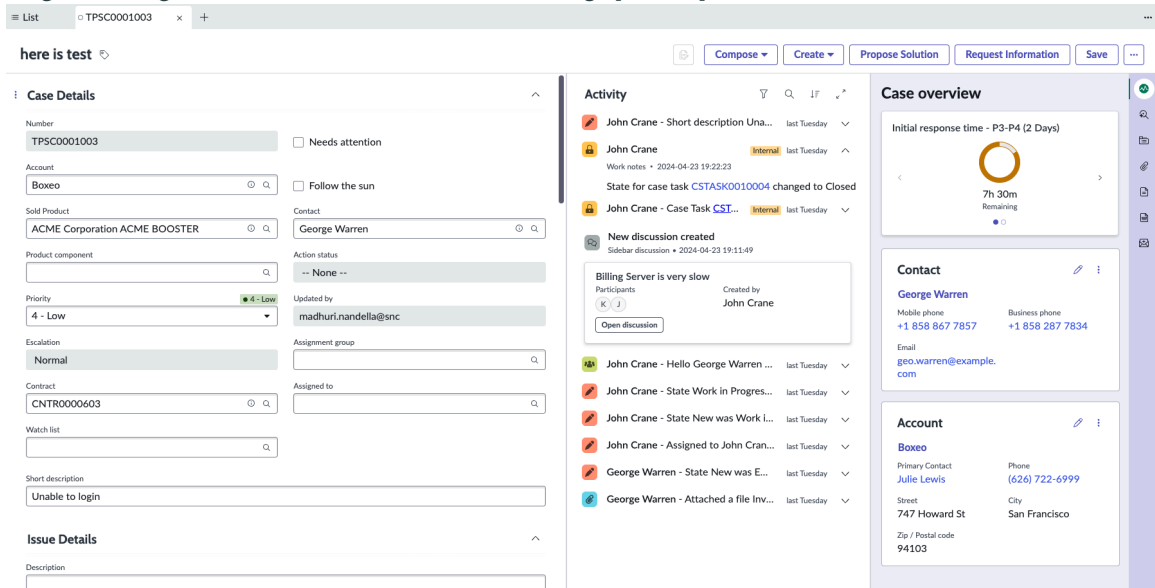 List
TPSC0001003
here is test
Compose
Create
Propose Solution
Request Information
Save
Case Details
Number
TPSC0001003
Needs attention
Account
Boxeo
Follow the sun
Sold Product
Contact
ACME Corporation ACME BOOSTER
George Warren
Product component
Action status
-- None --
Priority
4 - Low
Updated by
4 - Low
madhuri.nandella@snc
Escalation
Assignment group
Normal
Contract
Assigned to
CNTR0000603
Watch list
Short description
Unable to login
Issue Details
Description
Activity
John Crane - Short description Una... last Tuesday
John Crane Internal last Tuesday
Work notes • 2024-04-23 19:22:23
State for case task CSTASK0010004 changed to Closed
John Crane - Case Task CST... Internal last Tuesday
New discussion created
Sidebar discussion • 2024-04-23 19:11:49
Billing Server is very slow
Participants Created by
K J John Crane
Open discussion
John Crane - Hello George Warren ... last Tuesday
John Crane - State Work in Progres... last Tuesday
John Crane - State New was Work i... last Tuesday
John Crane - Assigned to John Cran... last Tuesday
George Warren - State New was E... last Tuesday
George Warren - Attached a file Inv... last Tuesday
Case overview
Initial response time - P3-P4 (2 Days)
7h 30m
Remaining
Contact
George Warren
Mobile phone Business phone
+1 858 867 7857 +1 858 287 7834
Email
geo.warren@example.
com
Account
Boxeo
Primary Contact Phone
Julie Lewis (626) 722-6999
Street City
747 Howard St San Francisco
Zip / Postal code
94103